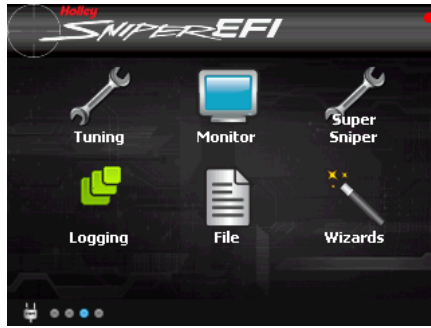 Holley
SNIPER EFI
Tuning
Monitor
Super
Sniper
Logging
File
Wizards